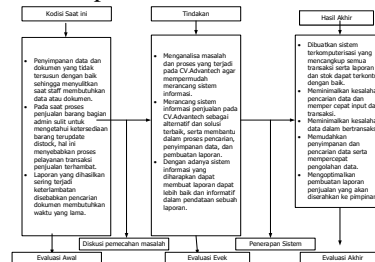 Kodisi Saat ini
Tindakan
Hasil Akhir
Penyimpanan data dan
dokumen yang tidak
tersusun dengan baik
sehingga menyulitkan
saat staff membutuhkan
data atau dokumen.
Pada saat proses
penjualan barang bagian
admin sulit untuk
mengetahui ketersediaan
barang terupdate
distock, hal ini
menyebabkan proses
pelayanan transaksi
penjualan terhambat.
Laporan yang dihasilkan
sering terjadi
keterlambatan
disebabkan pencarian
dokumen membutuhkan
waktu yang lama.
Menganalisa masalah
dan proses yang terjadi
pada CV.Advantech agar
mempermudah
merancang sistem
informasi.
Merancang sistem
informasi penjualan pada
CV.Advantech sebagai
alternatif dan solusi
terbaik, serta membantu
dalam proses pencarian,
penyimpanan data, dan
pembuatan laporan.
Dengan adanya sistem
informasi yang
diharapkan dapat
membuat laporan dapat
lebih baik dan informatif
dalam pendataan sebuah
laporan.
Dibuatkan sistem
terkomputerisasi yang
mencangkup semua
transaksi serta laporan
dan stok dapat terkont
dengan baik.
Meminimalkan kesalaha
pencarian data dan
memper cepat input da
transaksi.
Meminimalkan kesalaha
data dalam bertransaks
Memudahkan
penyimpanan dan
pencarian data serta
mempercepat
pengolahan data.
Mengoptimalkan
pembuatan laporan
penjualan yang akan
diserahkan ke pimpinan
Diskusi pemecahan masalah
Penerapan Sistem
Evaluasi Awal
Evaluasi Evek
Evaluasi Akhir